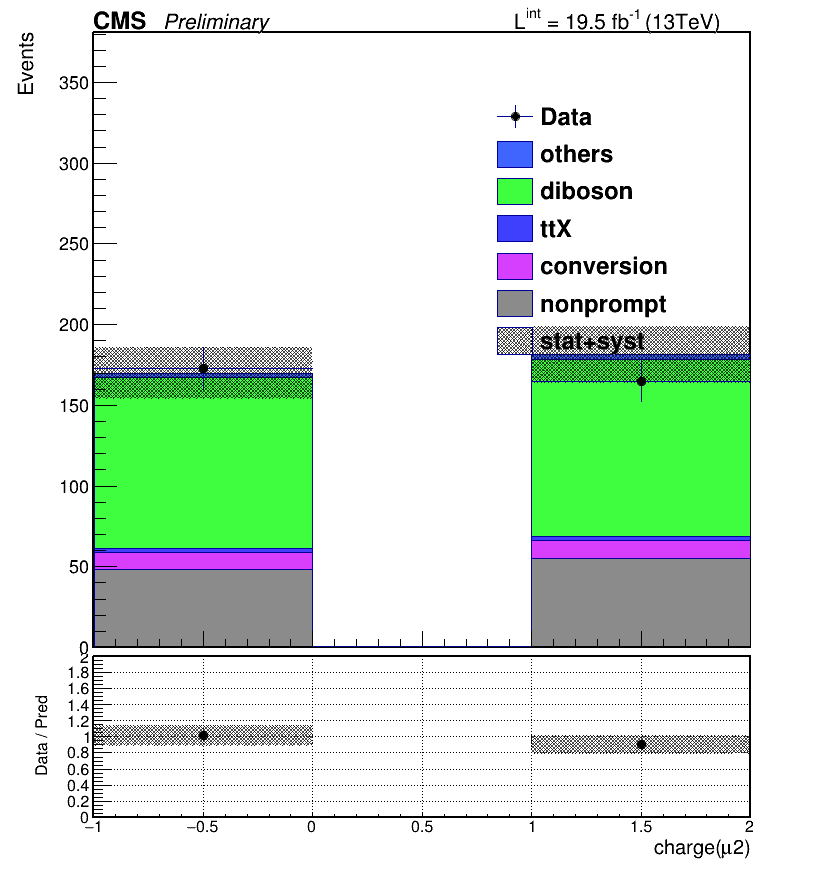 CMS Preliminary L^int = 19.5 fb^-1 (13TeV)
Events
350
300
250
200
150
100
50
0
Data
others
diboson
ttX
conversion
nonprompt
stat+syst
Data / Pred
2
1.8
1.6
1.4
1.2
1
0.8
0.6
0.4
0.2
0
−1 −0.5 0 0.5 1 1.5 2
charge(μ2)